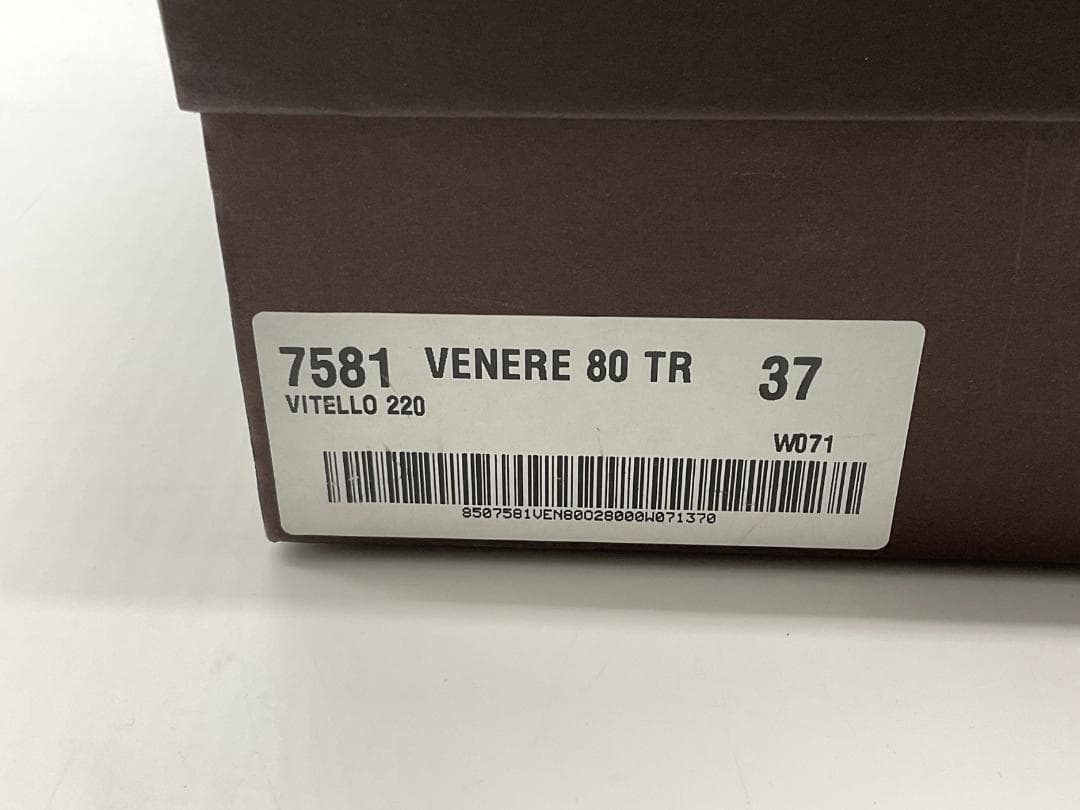 7581 VENERE 80 TR 37
VITELLO 220
W071
8507581VEN80028000W071370